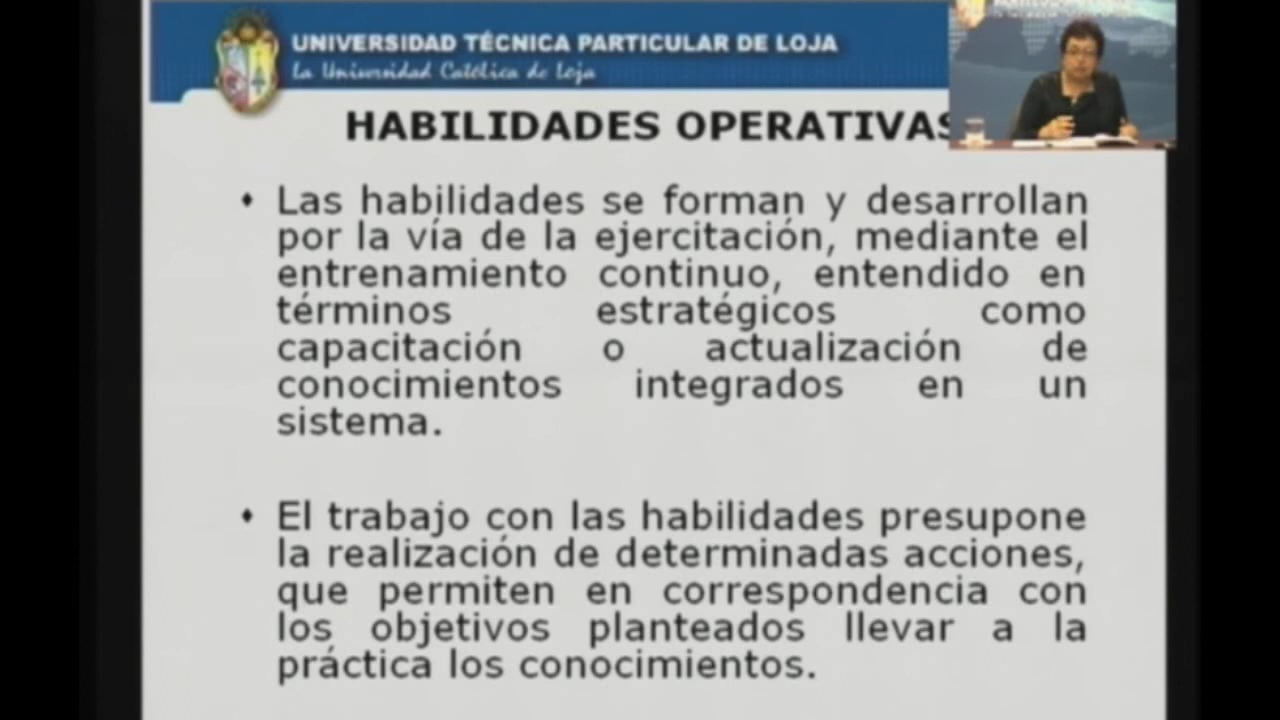 UNIVERSIDAD TÉCNICA PARTICULAR DE LOJA
La Universidad Católica de Loja
HABILIDADES OPERATIVAS
• Las habilidades se forman y desarrollan
por la vía de la ejercitación, mediante el
entrenamiento continuo, entendido en
términos estratégicos como
capacitación o actualización de
conocimientos integrados en un
sistema.
• El trabajo con las habilidades presupone
la realización de determinadas acciones,
que permiten en correspondencia con
los objetivos planteados llevar a la
práctica los conocimientos.